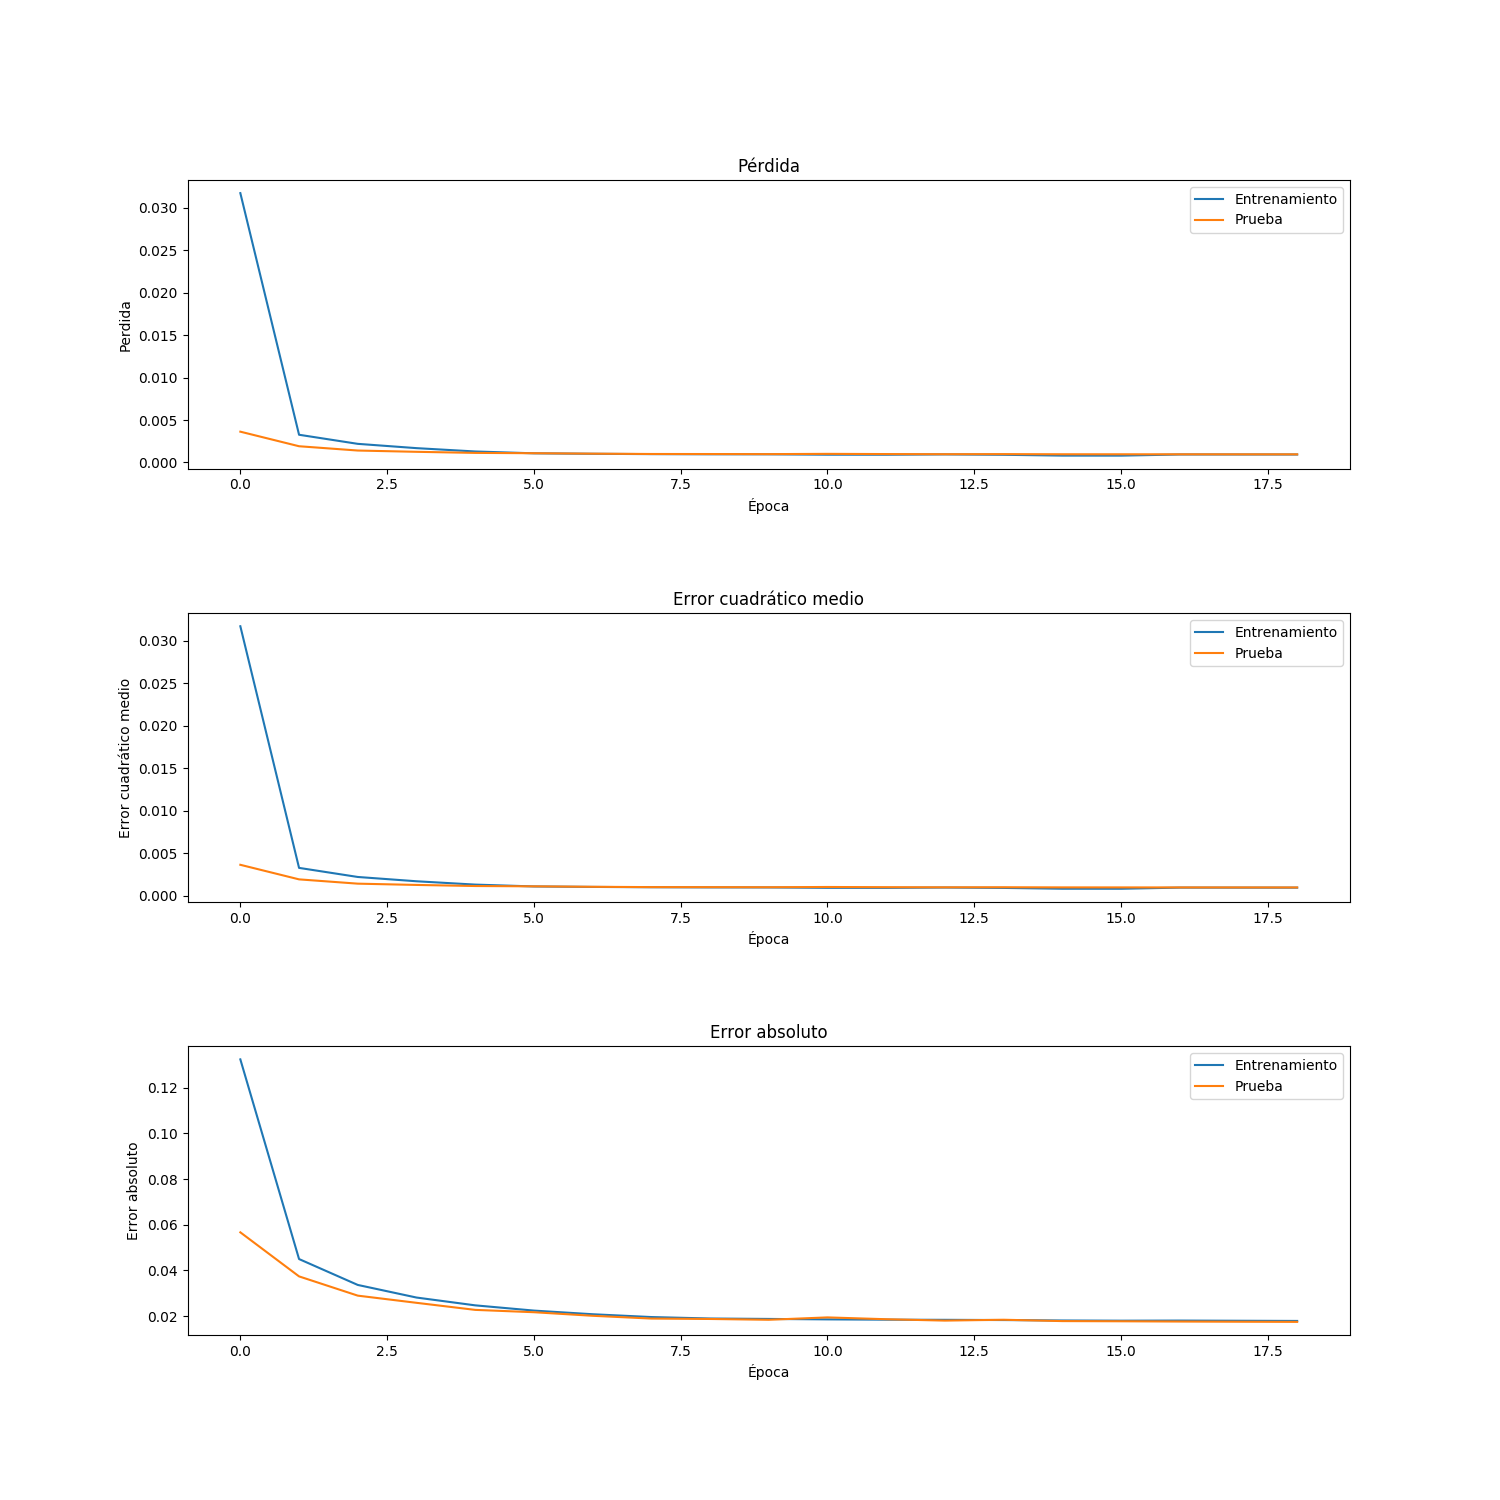 Pérdida
Entrenamiento
Prueba
0.030
0.025
0.020
0.015
0.010
0.005
0.000
Perdida
0.0 2.5 5.0 7.5 10.0 12.5 15.0 17.5
Época
Error cuadrático medio
Entrenamiento
Prueba
0.030
0.025
0.020
0.015
0.010
0.005
0.000
Error cuadrático medio
0.0 2.5 5.0 7.5 10.0 12.5 15.0 17.5
Época
Error absoluto
Entrenamiento
Prueba
0.12
0.10
0.08
0.06
0.04
0.02
Error absoluto
0.0 2.5 5.0 7.5 10.0 12.5 15.0 17.5
Época